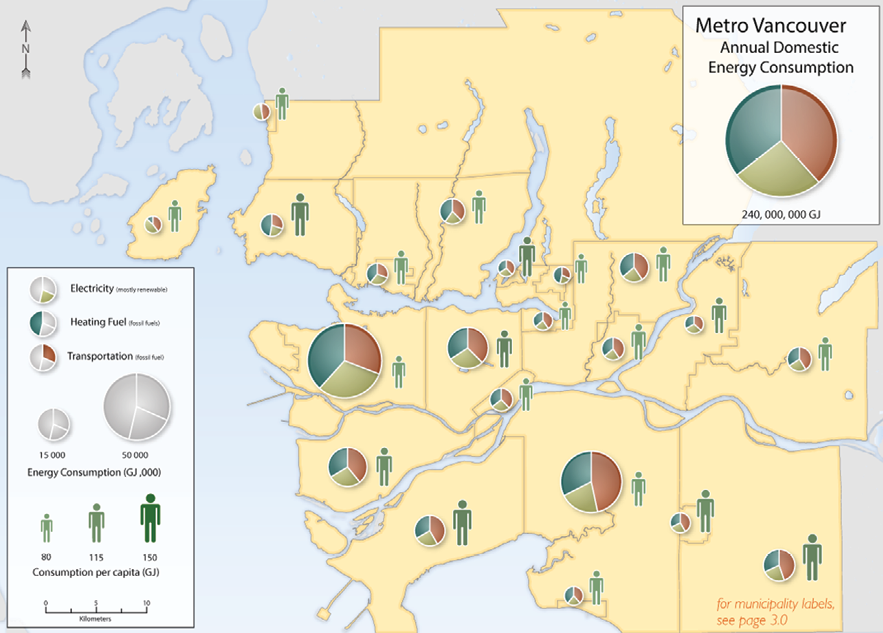 N
Metro Vancouver
Annual Domestic
Energy Consumption
240, 000, 000 GJ
Electricity (mostly renewable)
Heating Fuel (fossil fuels)
Transportation (fossil fuel)
15 000
50 000
Energy Consumption (GJ ,000)
80
115
150
Consumption per capita (GJ)
0
5
10
Kilometers
for municipality labels,
see page 3.0